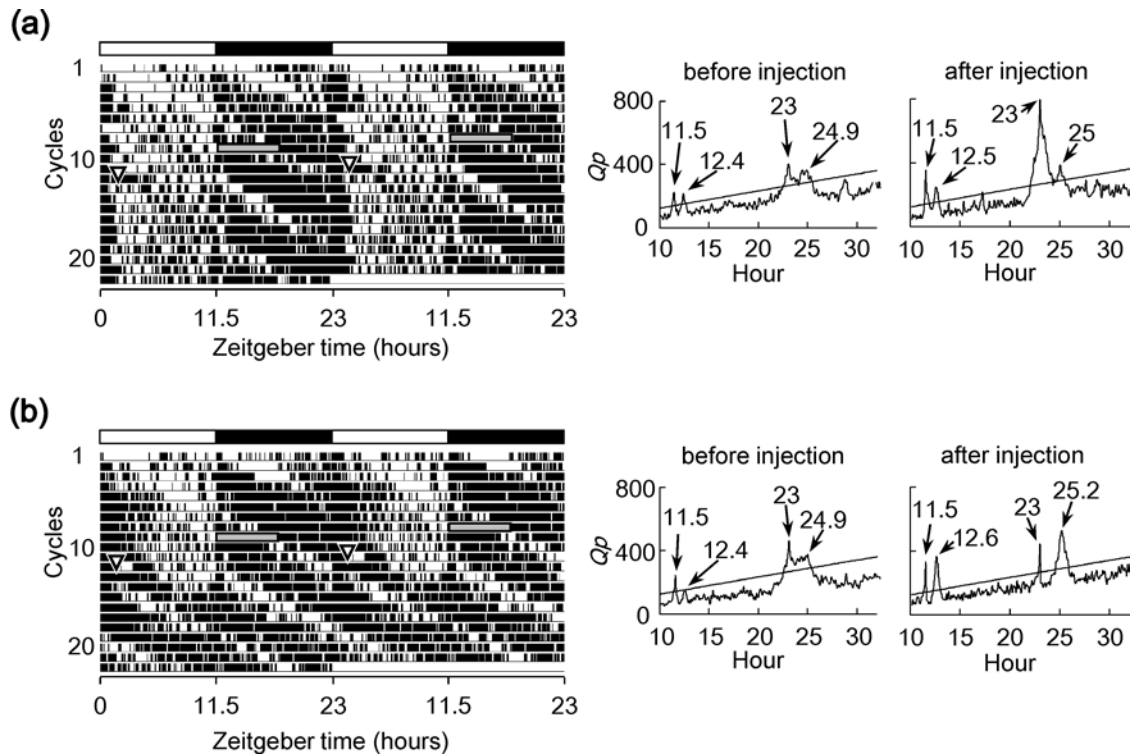 (a)
1
10
20
Cycles
0 11.5 23 11.5 23
Zeitgeber time (hours)
before injection
800
400
0
Qp
11.5
12.4
23
24.9
10 15 20 25 30
Hour
after injection
11.5
12.5
23
25
10 15 20 25 30
Hour
(b)
1
10
20
Cycles
0 11.5 23 11.5 23
Zeitgeber time (hours)
before injection
800
400
0
Qp
11.5
12.4
23
24.9
10 15 20 25 30
Hour
after injection
11.5
12.6
23
25.2
10 15 20 25 30
Hour